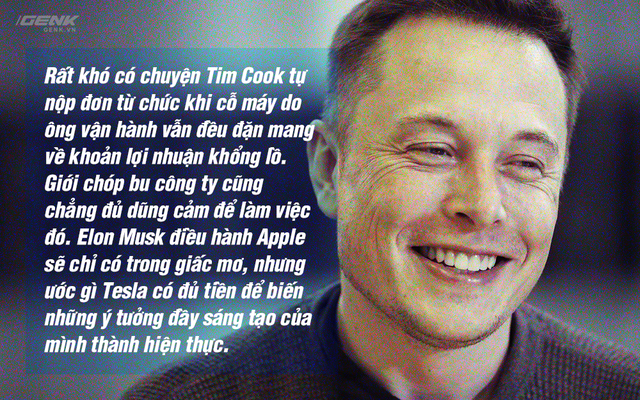 GENK
GENK.VN
Rất khó có chuyện Tim Cook tự
nộp đơn từ chức khi cỗ máy do
ông vận hành vẫn đều đặn mang
về khoản lợi nhuận khổng lồ.
Giới chóp bu công ty cũng
chẳng đủ dũng cảm để làm việc
đó. Elon Musk điều hành Apple
sẽ chỉ có trong giấc mơ, nhưng
ước gì Tesla có đủ tiền để biến
những ý tưởng đầy sáng tạo của
mình thành hiện thực.